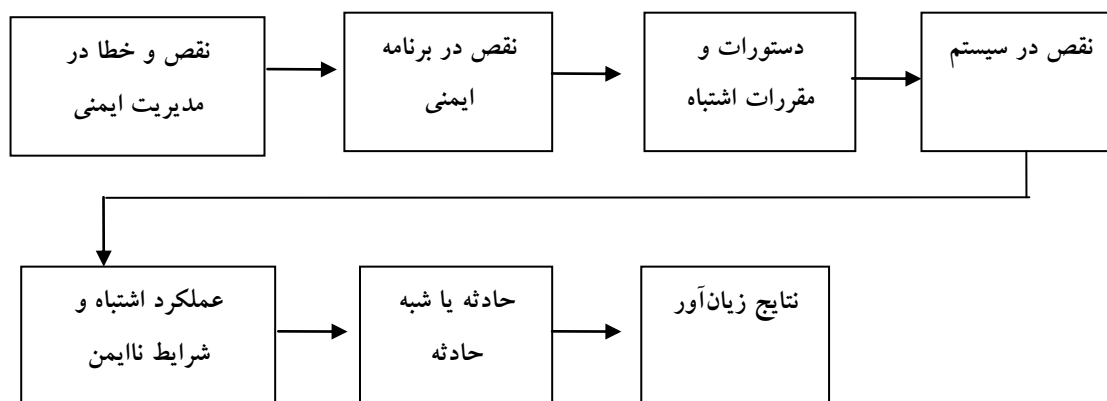 نقص و خطا در
مدیریت ایمنی
نقص در برنامه
ایمنی
دستورات و
مقررات اشتباه
نقص در سیستم
عملکرد اشتباه و
شرایط ناایمن
حادثه یا شبه
حادثه
نتایج زیان‌آور